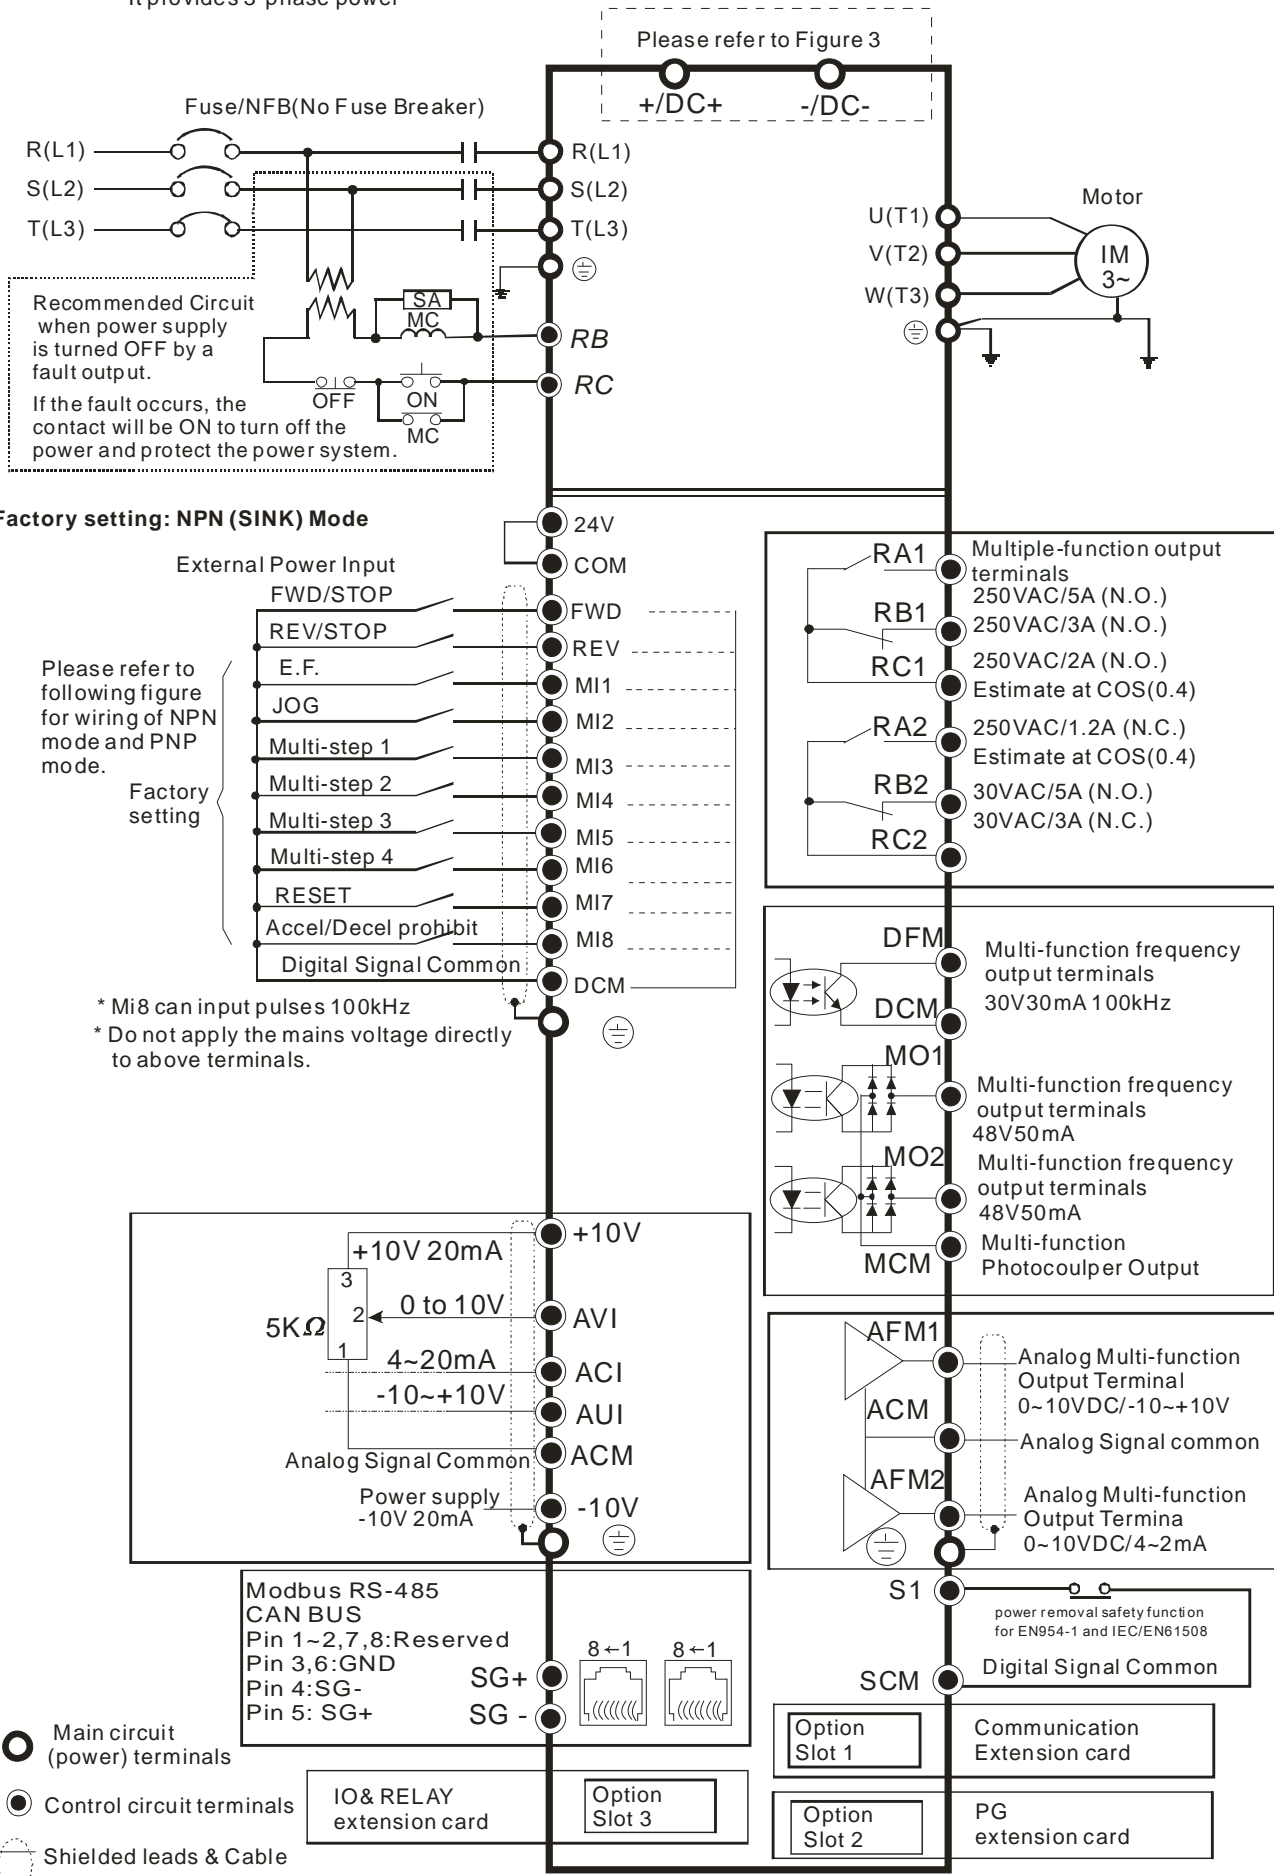 It provides 3-phase power
Please refer to Figure 3
+/DC+
-/DC-
Fuse/NFB(No Fuse Breaker)
R(L1)
R(L1)
S(L2)
S(L2)
T(L3)
T(L3)
Motor
U(T1)
V(T2)
W(T3)
IM
3~
Recommended Circuit
when power supply
is turned OFF by a
fault output.
If the fault occurs, the
contact will be ON to turn off the
power and protect the power system.
SA
MC
RB
OFF
ON
MC
RC
Factory setting: NPN (SINK) Mode
24V
COM
External Power Input
FWD/STOP
FWD
REV/STOP
REV
E.F.
MI1
JOG
MI2
Multi-step 1
MI3
Multi-step 2
MI4
Multi-step 3
MI5
Multi-step 4
MI6
RESET
MI7
Accel/Decel prohibit
MI8
Digital Signal Common
DCM
Please refer to
following figure
for wiring of NPN
mode and PNP
mode.
Factory
setting
* Mi8 can input pulses 100kHz
* Do not apply the mains voltage directly
to above terminals.
RA1
RB1
RC1
RA2
RB2
RC2
Multiple-function output
terminals
250VAC/5A (N.O.)
250VAC/3A (N.O.)
250VAC/2A (N.O.)
Estimate at COS(0.4)
250VAC/1.2A (N.C.)
Estimate at COS(0.4)
30VAC/5A (N.O.)
30VAC/3A (N.C.)
DFM
DCM
Multi-function frequency
output terminals
30V30mA 100kHz
MO1
Multi-function frequency
output terminals
48V50mA
MO2
Multi-function frequency
output terminals
48V50mA
MCM
Multi-function
Photocoulper Output
+10V 20mA
+10V
3
2
1
5KΩ
0 to 10V
AVI
4~20mA
ACI
-10~+10V
AUI
Analog Signal Common
ACM
Power supply
-10V 20mA
-10V
AFM1
Analog Multi-function
Output Terminal
0~10VDC/-10~+10V
ACM
Analog Signal common
AFM2
Analog Multi-function
Output Termina
0~10VDC/4~2mA
S1
power removal safety function
for EN954-1 and IEC/EN61508
Digital Signal Common
SCM
Modbus RS-485
CAN BUS
Pin 1~2,7,8:Reserved
Pin 3,6:GND
Pin 4:SG-
Pin 5: SG+
SG+
SG -
8←1
8←1
Main circuit
(power) terminals
Control circuit terminals
Shielded leads & Cable
IO& RELAY
extension card
Option
Slot 3
Option
Slot 1
Communication
Extension card
Option
Slot 2
PG
extension card